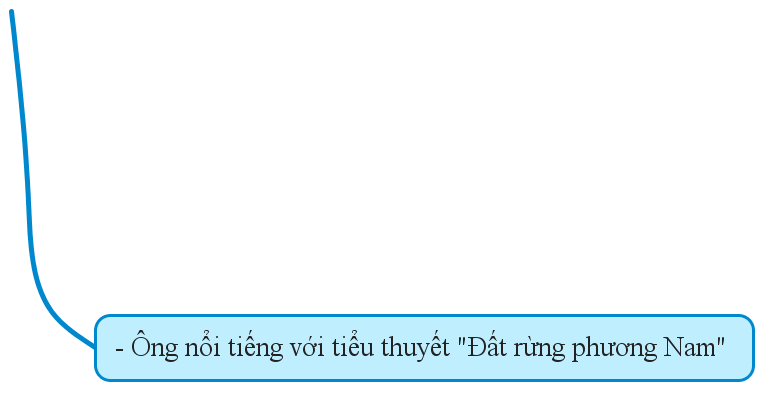 - Ông nổi tiếng với tiểu thuyết "Đất rừng phương Nam"